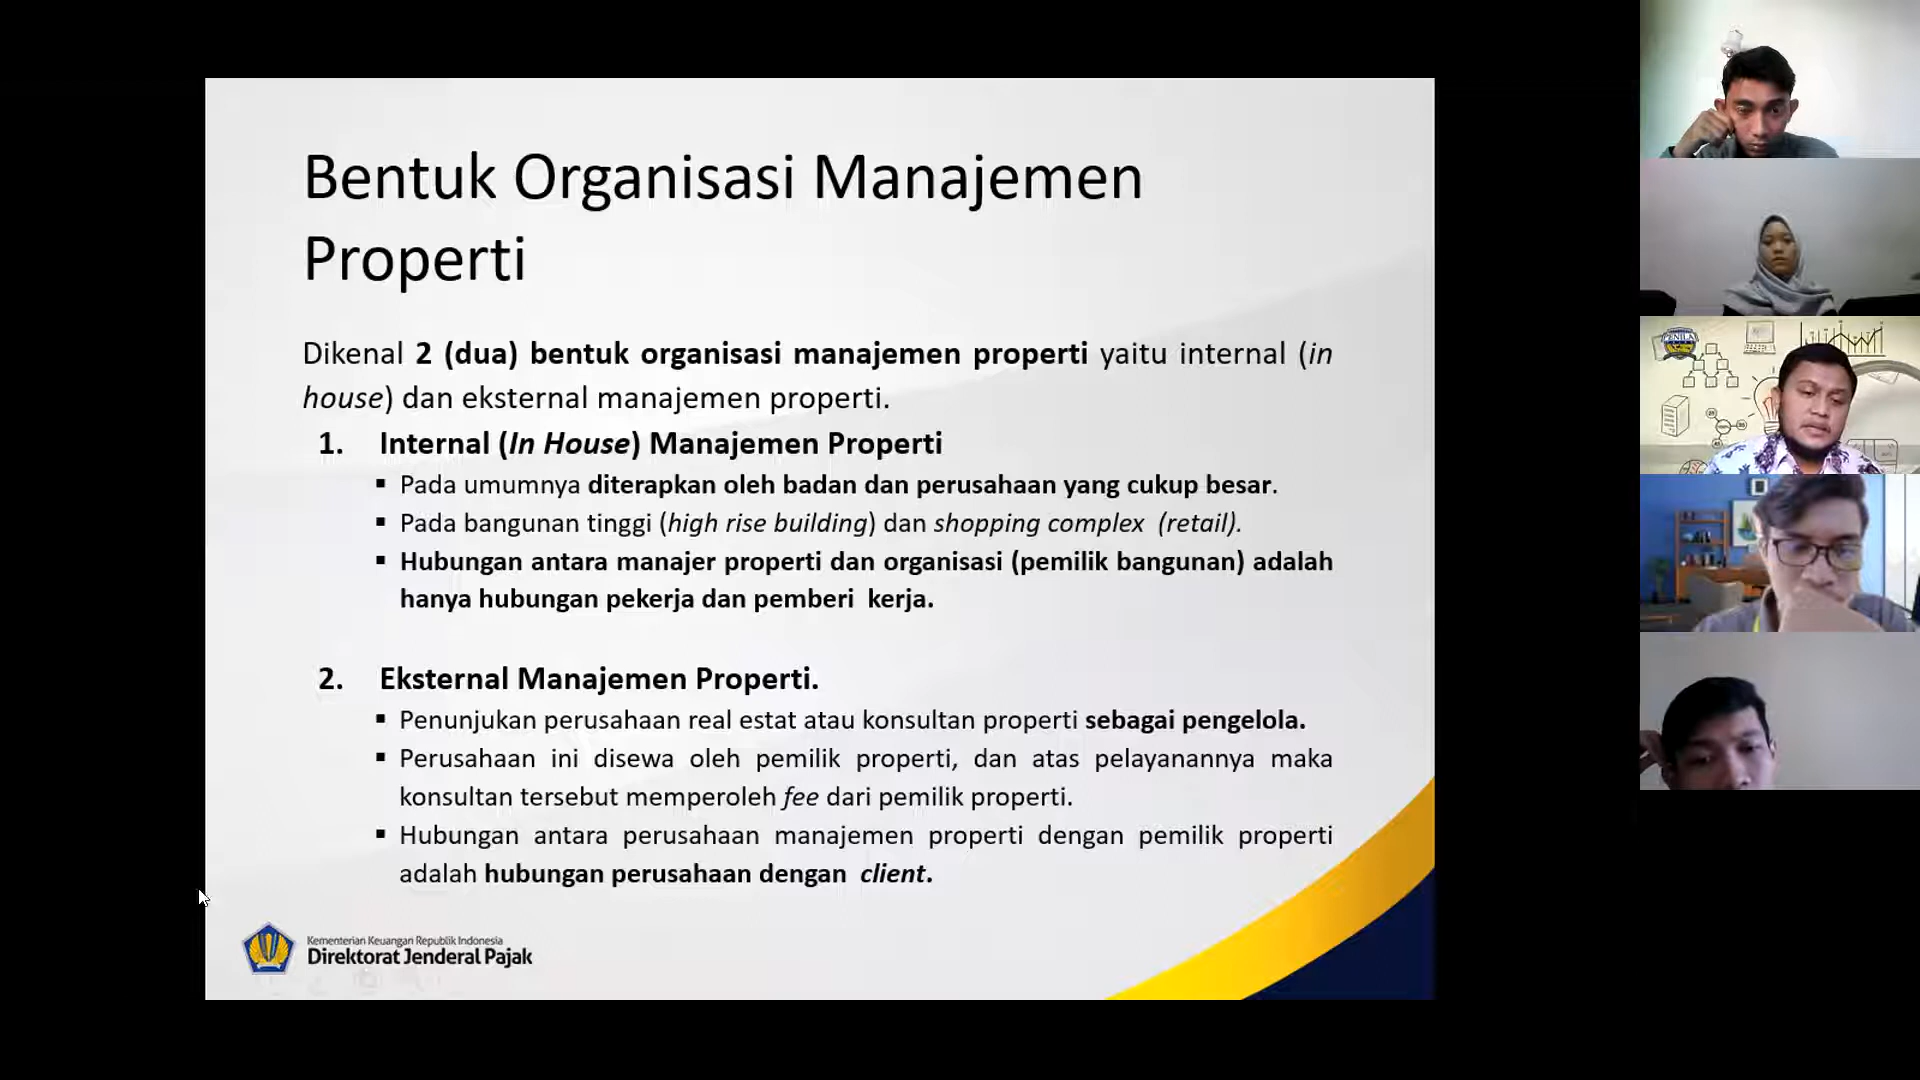 Bentuk Organisasi Manajemen
Properti
Dikenal 2 (dua) bentuk organisasi manajemen properti yaitu internal (in
house) dan eksternal manajemen properti.
1. Internal (In House) Manajemen Properti
▪ Pada umumnya diterapkan oleh badan dan perusahaan yang cukup besar.
▪ Pada bangunan tinggi (high rise building) dan shopping complex (retail).
▪ Hubungan antara manajer properti dan organisasi (pemilik bangunan) adalah
hanya hubungan pekerja dan pemberi kerja.
2. Eksternal Manajemen Properti.
▪ Penunjukan perusahaan real estat atau konsultan properti sebagai pengelola.
▪ Perusahaan ini disewa oleh pemilik properti, dan atas pelayanannya maka
konsultan tersebut memperoleh fee dari pemilik properti.
▪ Hubungan antara perusahaan manajemen properti dengan pemilik properti
adalah hubungan perusahaan dengan client.
Kementerian Keuangan Republik Indonesia
Direktorat Jenderal Pajak
PENILAI